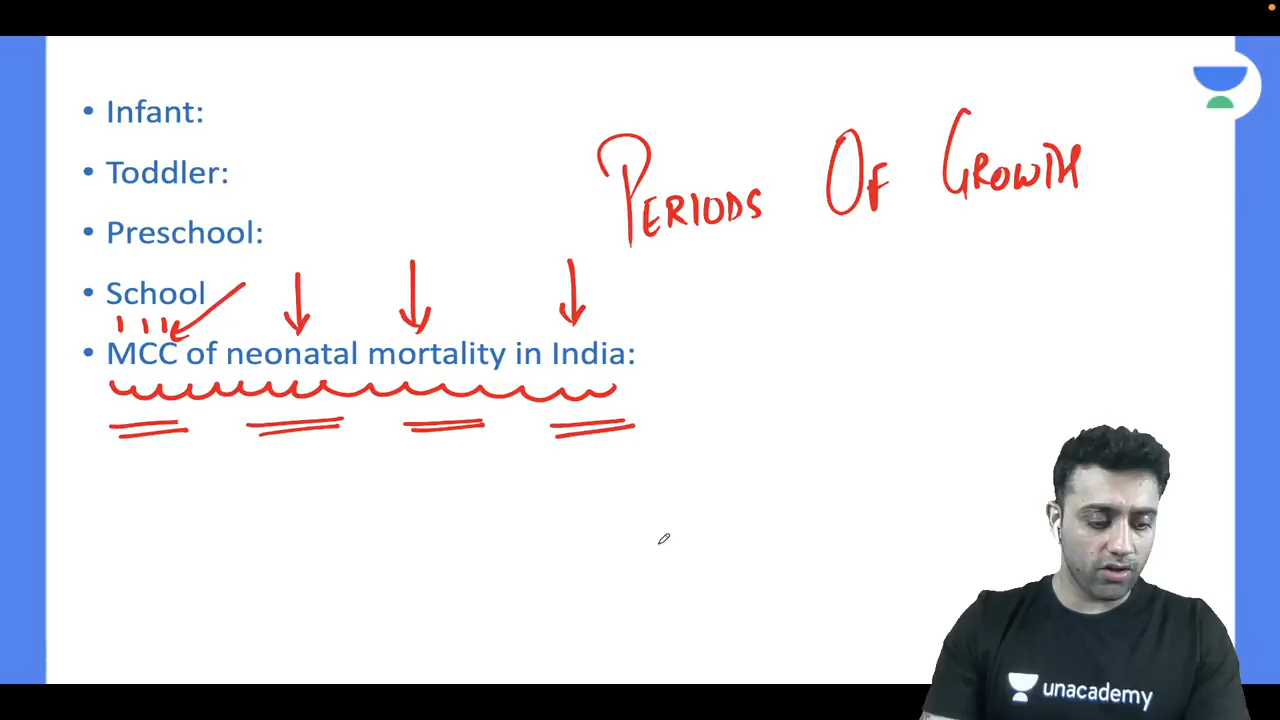 • Infant:
• Toddler:
• Preschool:
• School
• MCC of neonatal mortality in India:
PERIODS OF GROWTH
unacademy